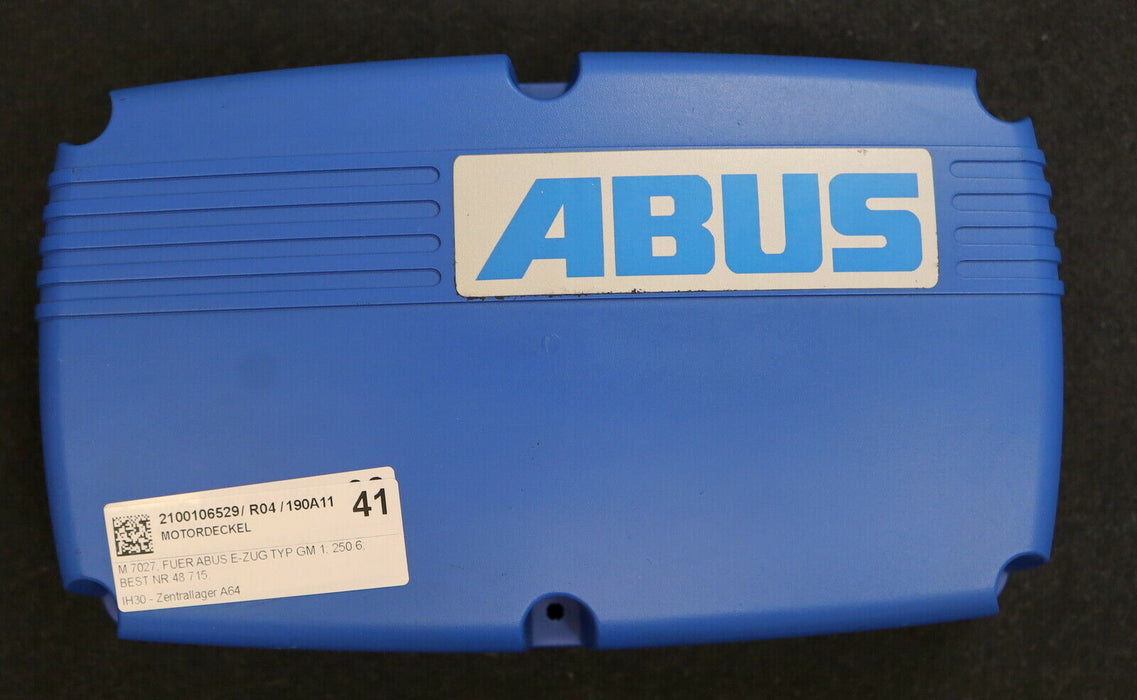 ABUS
2100106529/ R04 /190A11 41
MOTORDECKEL
M 7027, FUER ABUS E-ZUG TYP GM 1. 250.6,
BEST NR 48 715,
IH30 - Zentrallager A64